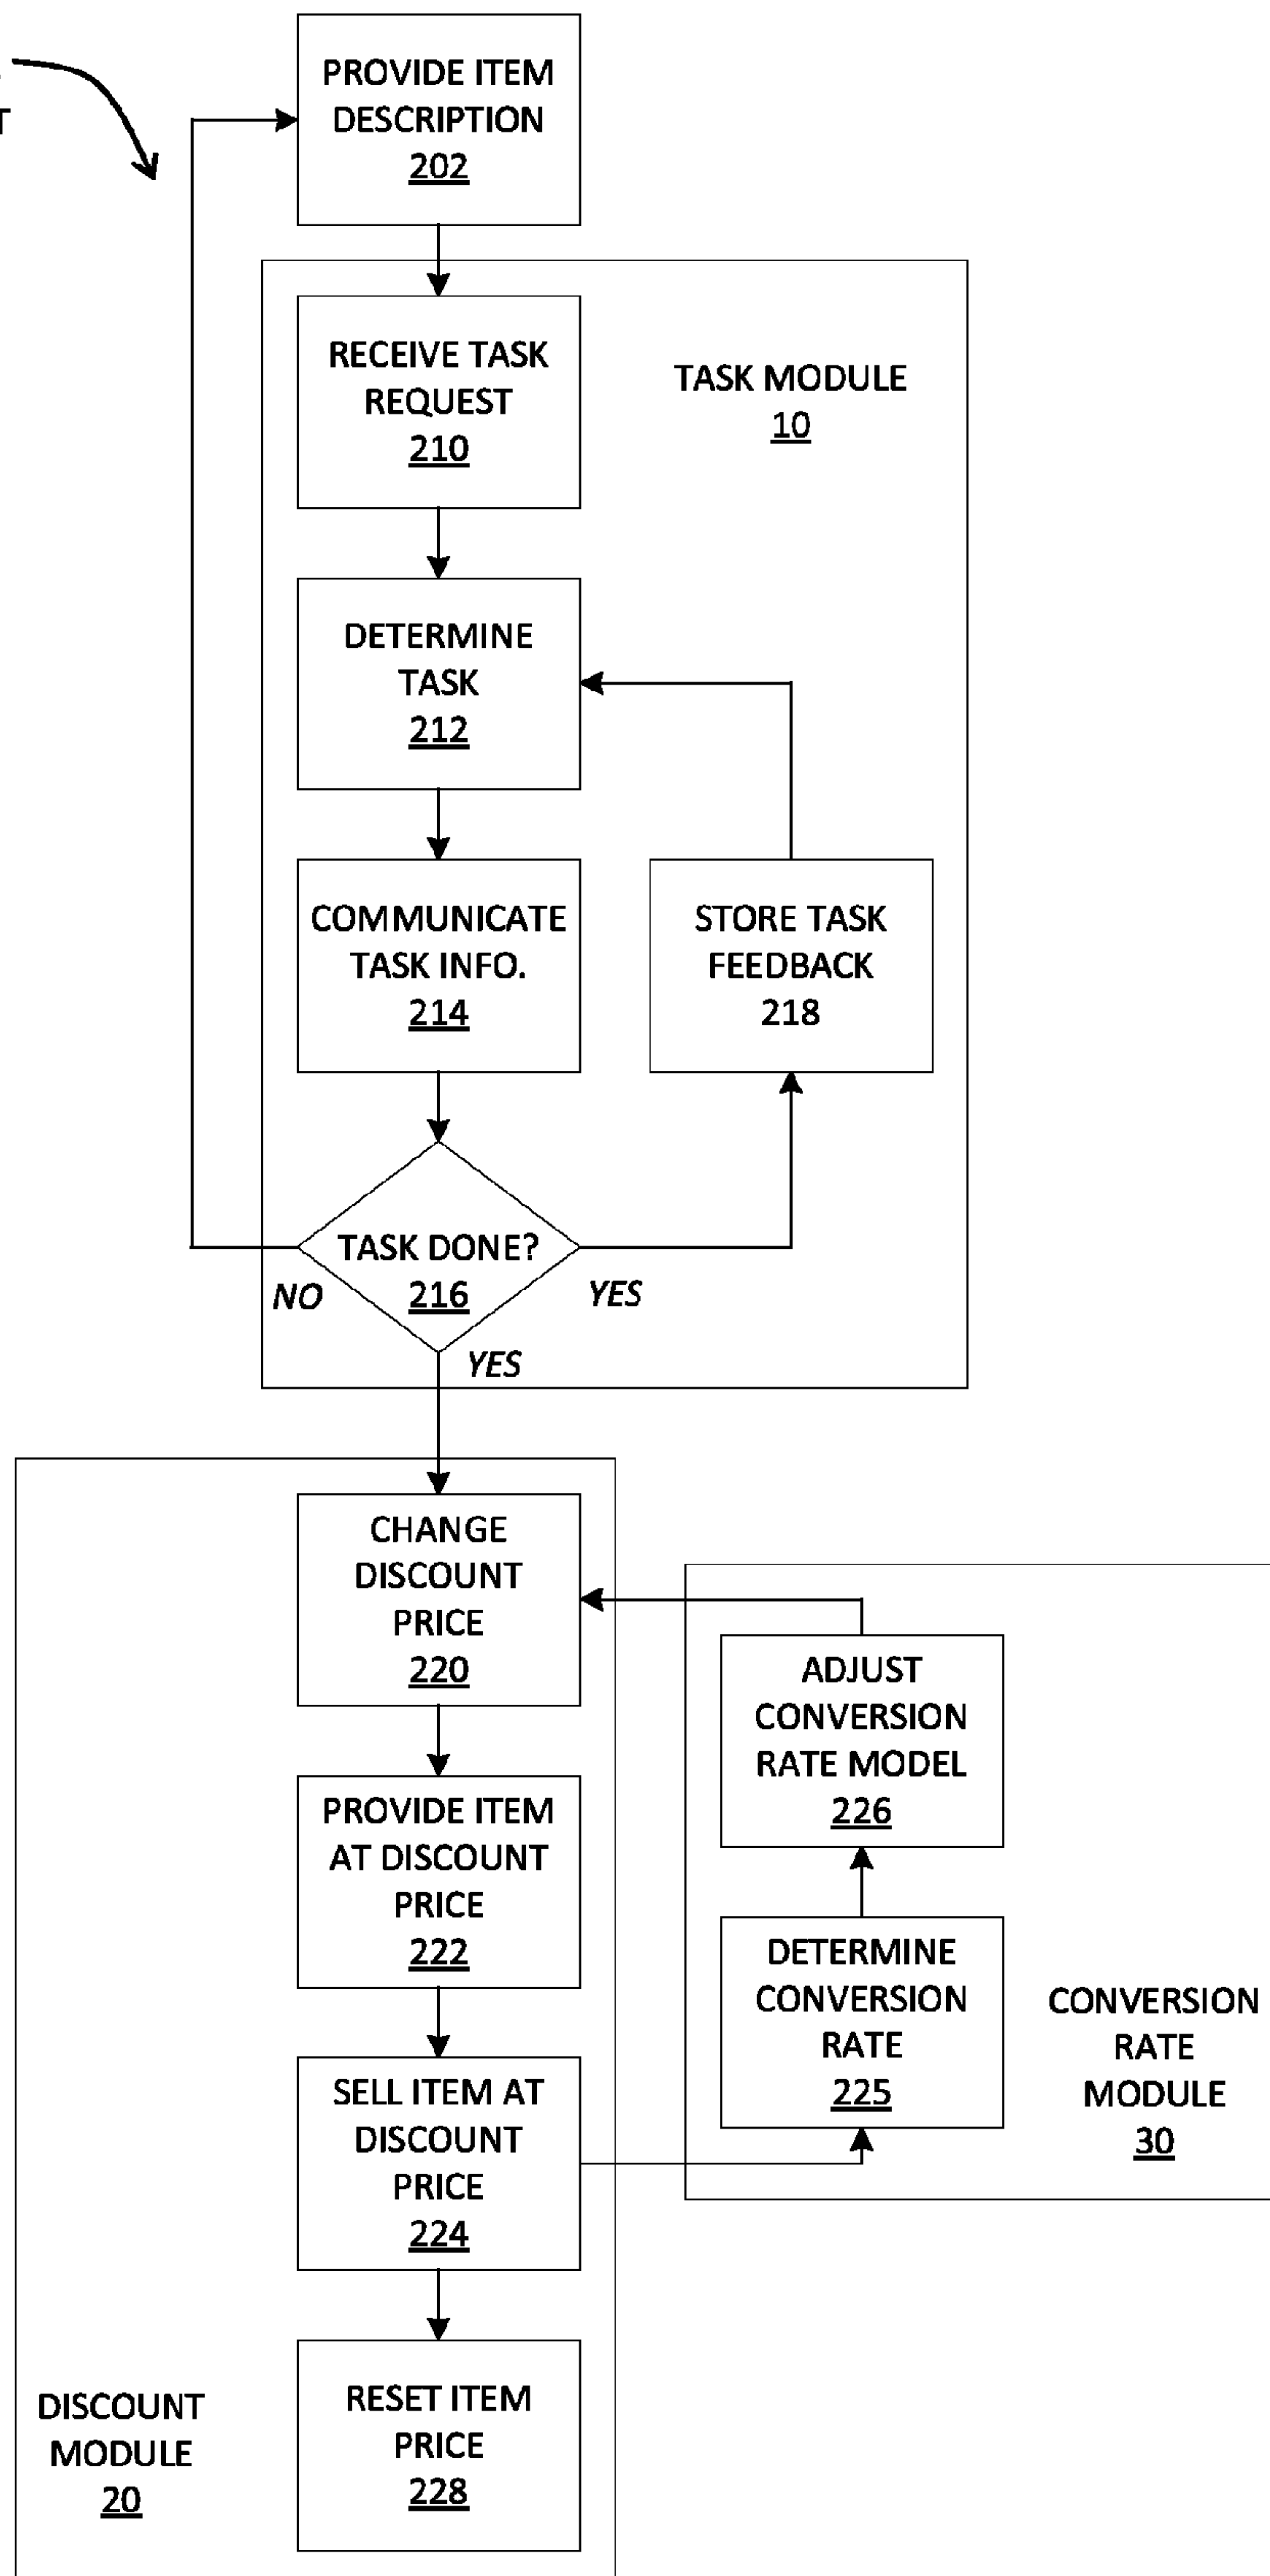 PROVIDE ITEM
DESCRIPTION
202
RECEIVE TASK
REQUEST
210
TASK MODULE
10
DETERMINE
TASK
212
COMMUNICATE
TASK INFO.
214
STORE TASK
FEEDBACK
218
TASK DONE?
216
NO
YES
YES
CHANGE
DISCOUNT
PRICE
220
ADJUST
CONVERSION
RATE MODEL
226
PROVIDE ITEM
AT DISCOUNT
PRICE
222
DETERMINE
CONVERSION
RATE
225
CONVERSION
RATE
MODULE
30
SELL ITEM AT
DISCOUNT
PRICE
224
RESET ITEM
PRICE
228
DISCOUNT
MODULE
20